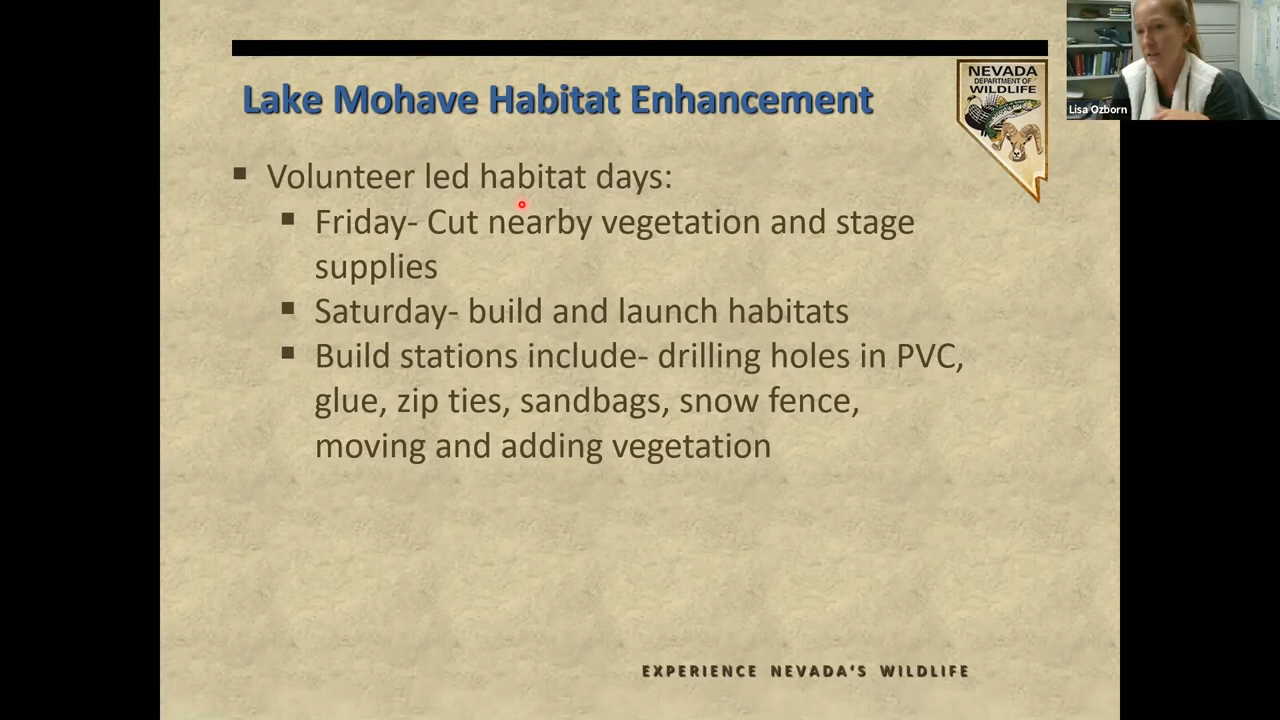 Lake Mohave Habitat Enhancement
NEVADA
DEPARTMENT OF
WILDLIFE
Lisa Ozborn
▪ Volunteer led habitat days:
▪ Friday- Cut nearby vegetation and stage
supplies
▪ Saturday- build and launch habitats
▪ Build stations include- drilling holes in PVC,
glue, zip ties, sandbags, snow fence,
moving and adding vegetation
EXPERIENCE NEVADA'S WILDLIFE